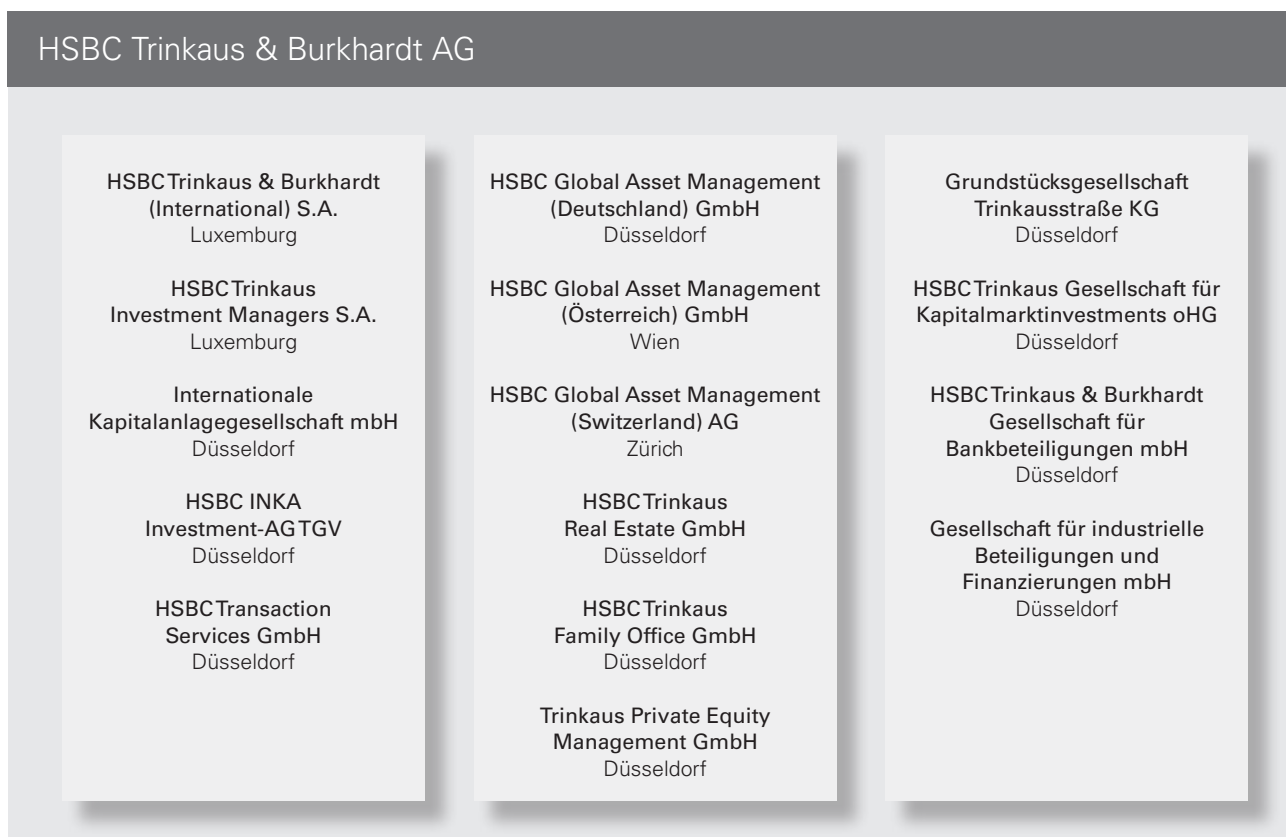 HSBC Trinkaus & Burkhardt AG
HSBC Trinkaus & Burkhardt
(International) S.A.
Luxemburg
HSBC Trinkaus
Investment Managers S.A.
Luxemburg
Internationale
Kapitalanlagegesellschaft mbH
Düsseldorf
HSBC INKA
Investment-AG TGV
Düsseldorf
HSBC Transaction
Services GmbH
Düsseldorf
HSBC Global Asset Management
(Deutschland) GmbH
Düsseldorf
HSBC Global Asset Management
(Österreich) GmbH
Wien
HSBC Global Asset Management
(Switzerland) AG
Zürich
HSBC Trinkaus
Real Estate GmbH
Düsseldorf
HSBC Trinkaus
Family Office GmbH
Düsseldorf
Trinkaus Private Equity
Management GmbH
Düsseldorf
Grundstücksgesellschaft
Trinkausstraße KG
Düsseldorf
HSBC Trinkaus Gesellschaft für
Kapitalmarktinvestments oHG
Düsseldorf
HSBC Trinkaus & Burkhardt
Gesellschaft für
Bankbeteiligungen mbH
Düsseldorf
Gesellschaft für industrielle
Beteiligungen und
Finanzierungen mbH
Düsseldorf